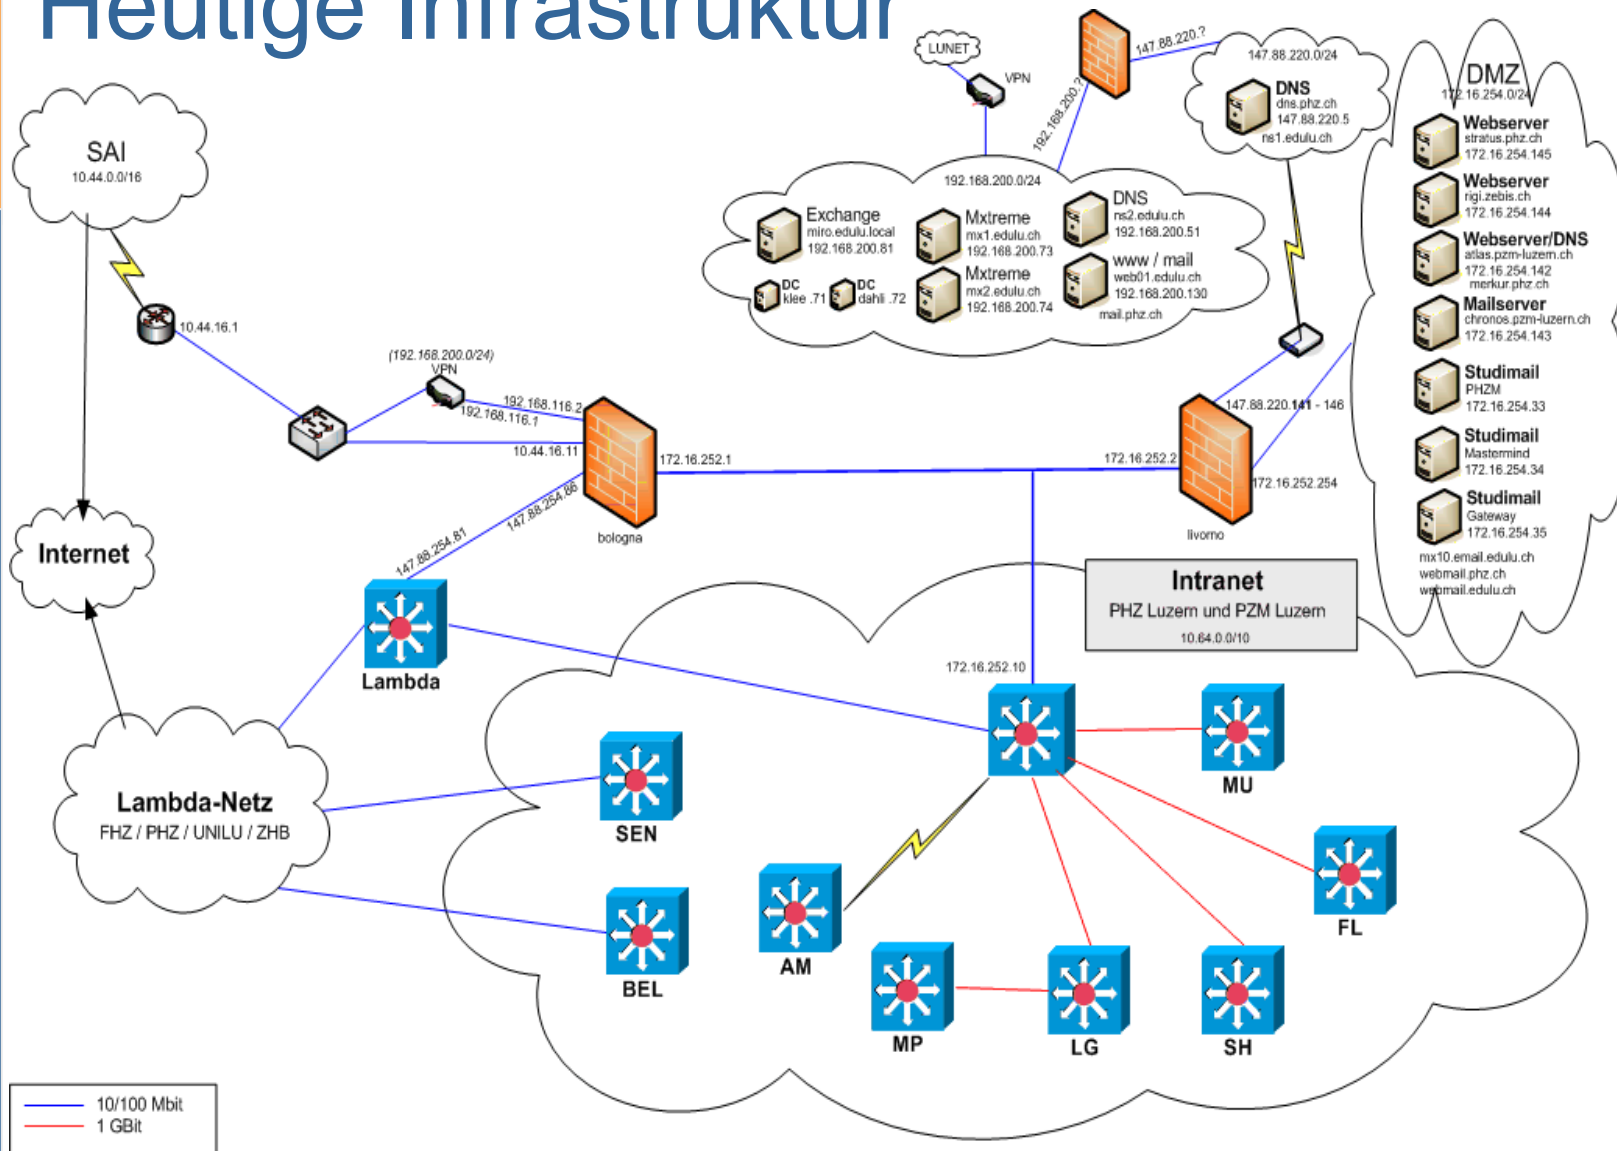 Heutige Infrastruktur
LUNET
VPN
192.168.200.?
147.88.220.?
147.88.220.0/24
DNS
dns.phz.ch
147.88.220.5
ns1.edulu.ch
DMZ
172.16.254.0/24
Webserver
stratus.phz.ch
172.16.254.145
Webserver
rigi.zebis.ch
172.16.254.144
Webserver/DNS
atlas.pzm-luzern.ch
172.16.254.142
merkur.phz.ch
Mailserver
chronos.pzm-luzern.ch
172.16.254.143
Studimail
PHZM
172.16.254.33
Studimail
Mastermind
172.16.254.34
Studimail
Gateway
172.16.254.35
mx10.email.edulu.ch
webmail.phz.ch
webmail.edulu.ch
SAI
10.44.0.0/16
192.168.200.0/24
Exchange
miro.edulu.local
192.168.200.81
DC
klee .71
DC
dahli .72
Mxtreme
mx1.edulu.ch
192.168.200.73
Mxtreme
mx2.edulu.ch
192.168.200.74
DNS
ns2.edulu.ch
192.168.200.51
www / mail
web01.edulu.ch
192.168.200.130
mail.phz.ch
10.44.16.1
(192.168.200.0/24)
VPN
192.168.116.2
192.168.116.1
10.44.16.11
172.16.252.1
147.88.254.86
147.88.254.81
bologna
172.16.252.2
147.88.220.141 - 146
172.16.252.254
livorno
Internet
Lambda
Intranet
PHZ Luzern und PZM Luzern
10.64.0.0/10
172.16.252.10
Lambda-Netz
FHZ / PHZ / UNILU / ZHB
SEN
BEL
AM
MP
LG
SH
FL
MU
10/100 Mbit
1 GBit